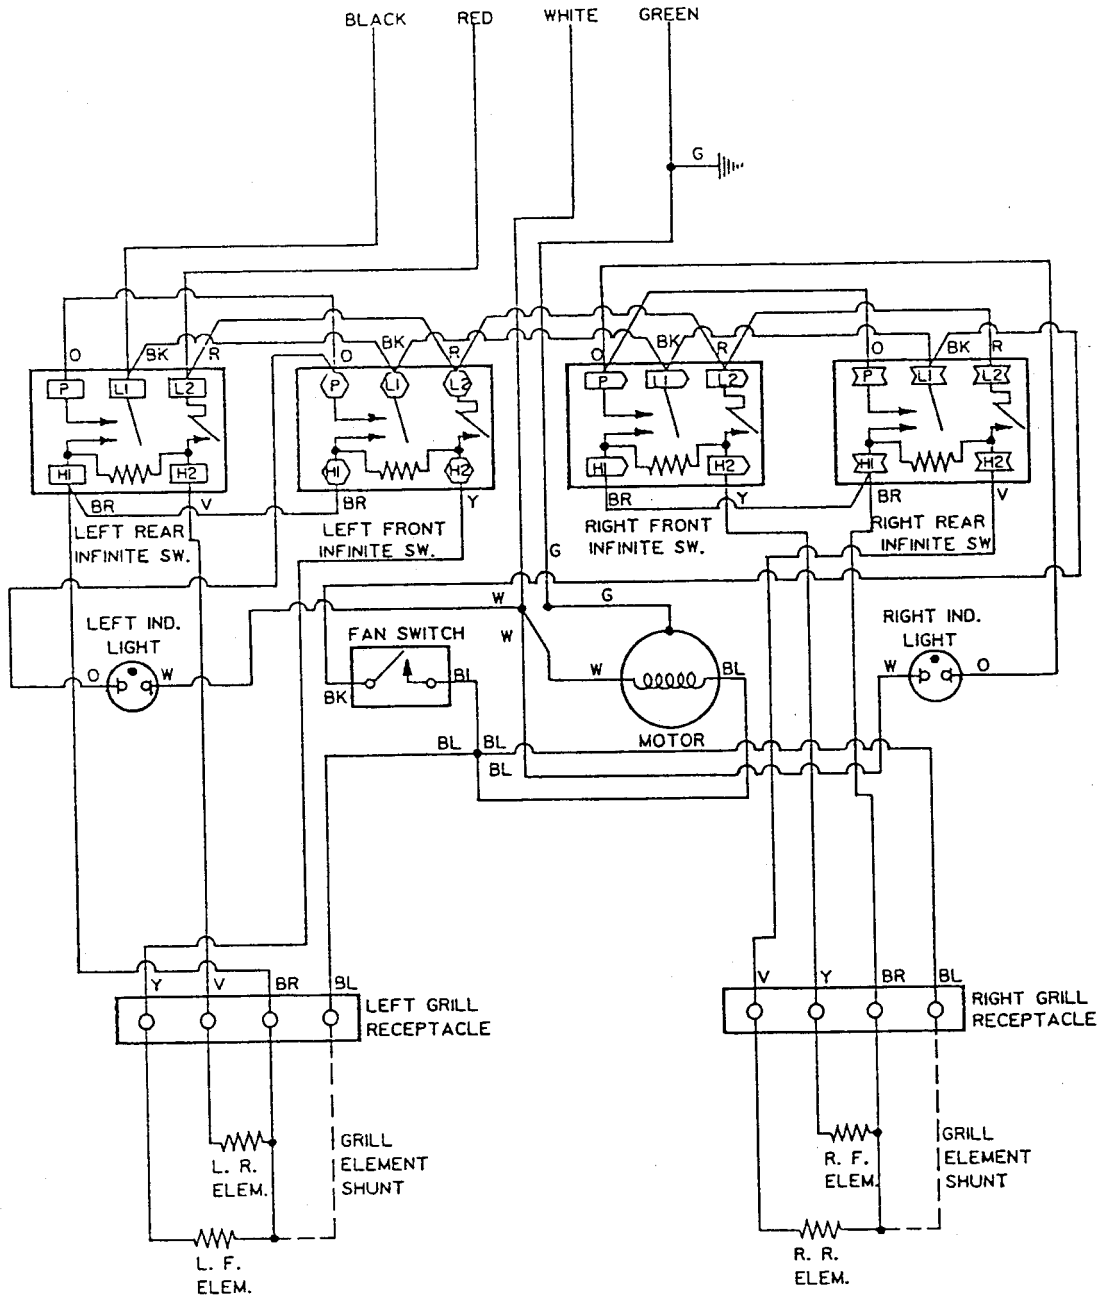 BLACK RED WHITE GREEN
G
O BK R O BK R O BK R O BK R
P L1 L2 P L1 L2 P L1 L2 P L1 L2
H1 H2 H1 H2 H1 H2 H1 H2
BR V BR Y BR Y BR V
LEFT REAR
INFINITE SW.
LEFT FRONT
INFINITE SW.
RIGHT FRONT
INFINITE SW.
RIGHT REAR
INFINITE SW
G
W G
W
LEFT IND.
LIGHT
O W
FAN SWITCH
BK BL
W BL
MOTOR
RIGHT IND.
LIGHT
W O
BL BL
BL
Y V BR BL
LEFT GRILL
RECEPTACLE
V Y BR BL
RIGHT GRILL
RECEPTACLE
L. R.
ELEM.
GRILL
ELEMENT
SHUNT
L. F.
ELEM.
R. F.
ELEM.
GRILL
ELEMENT
SHUNT
R. R.
ELEM.